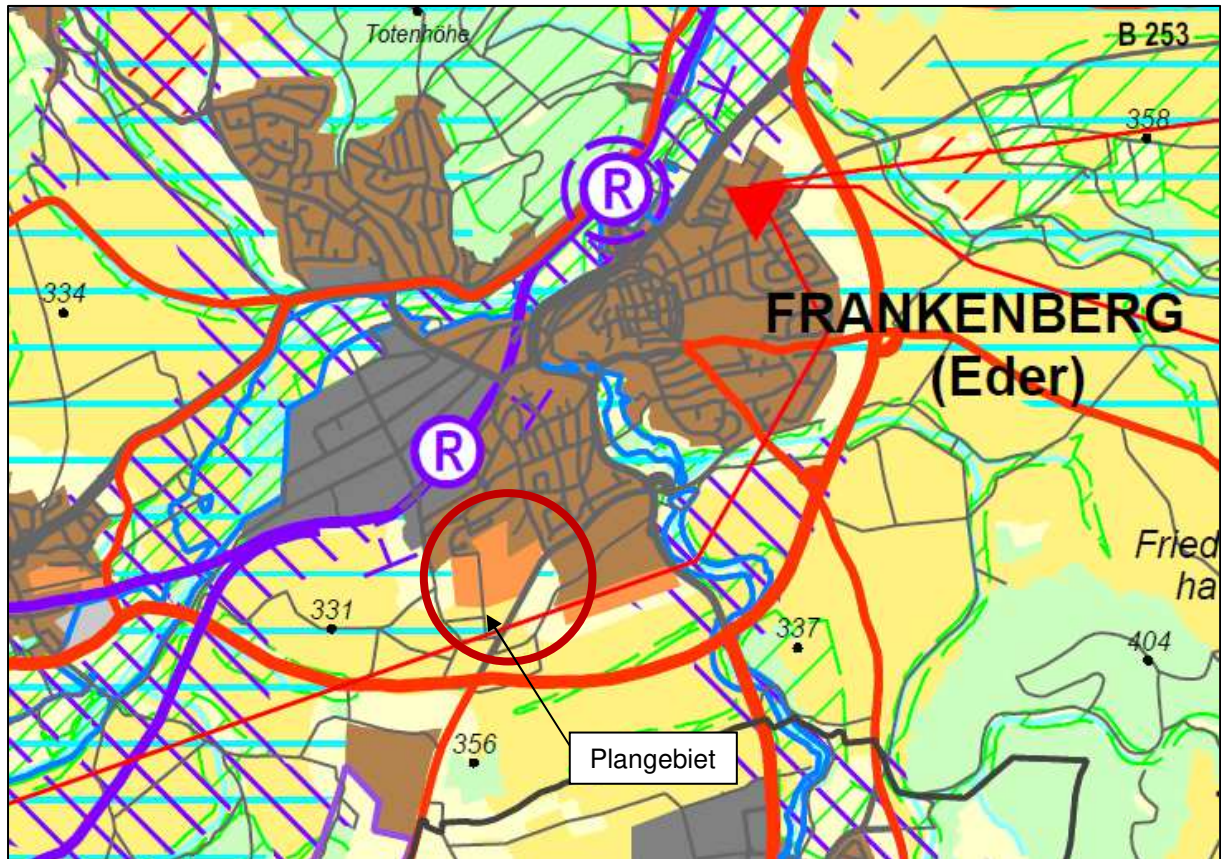 Totenhöhe
B 253
358
R
334
FRANKENBERG
(Eder)
R
Fried
ha
331
337
404
356
Plangebiet